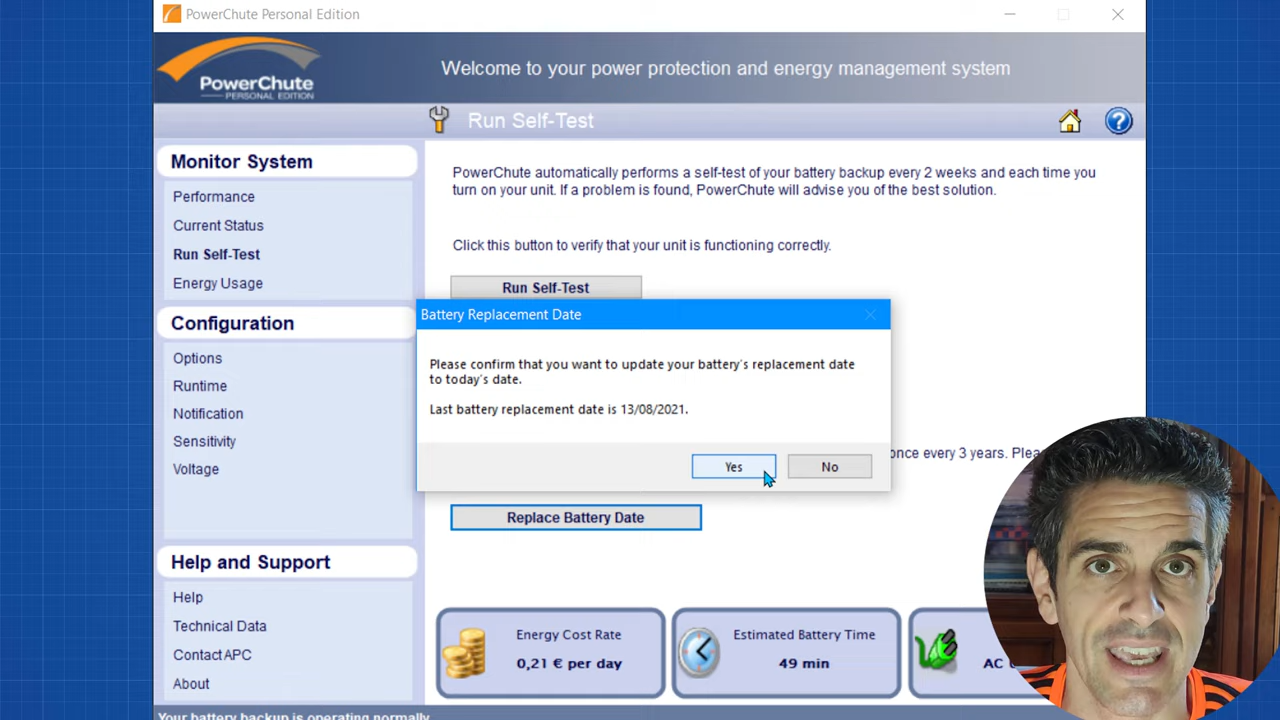 PowerChute Personal Edition
PowerChute
PERSONAL EDITION
Welcome to your power protection and energy management system
Run Self-Test
Monitor System
Performance
Current Status
Run Self-Test
Energy Usage
Configuration
Options
Runtime
Notification
Sensitivity
Voltage
Help and Support
Help
Technical Data
Contact APC
About
PowerChute automatically performs a self-test of your battery backup every 2 weeks and each time you
turn on your unit. If a problem is found, PowerChute will advise you of the best solution.
Click this button to verify that your unit is functioning correctly.
Run Self-Test
Battery Replacement Date
Please confirm that you want to update your battery's replacement date
to today's date.
Last battery replacement date is 13/08/2021.
Yes
No
once every 3 years.
Replace Battery Date
Energy Cost Rate
0,21 € per day
Estimated Battery Time
49 min
AC
Your battery backup is operating normally